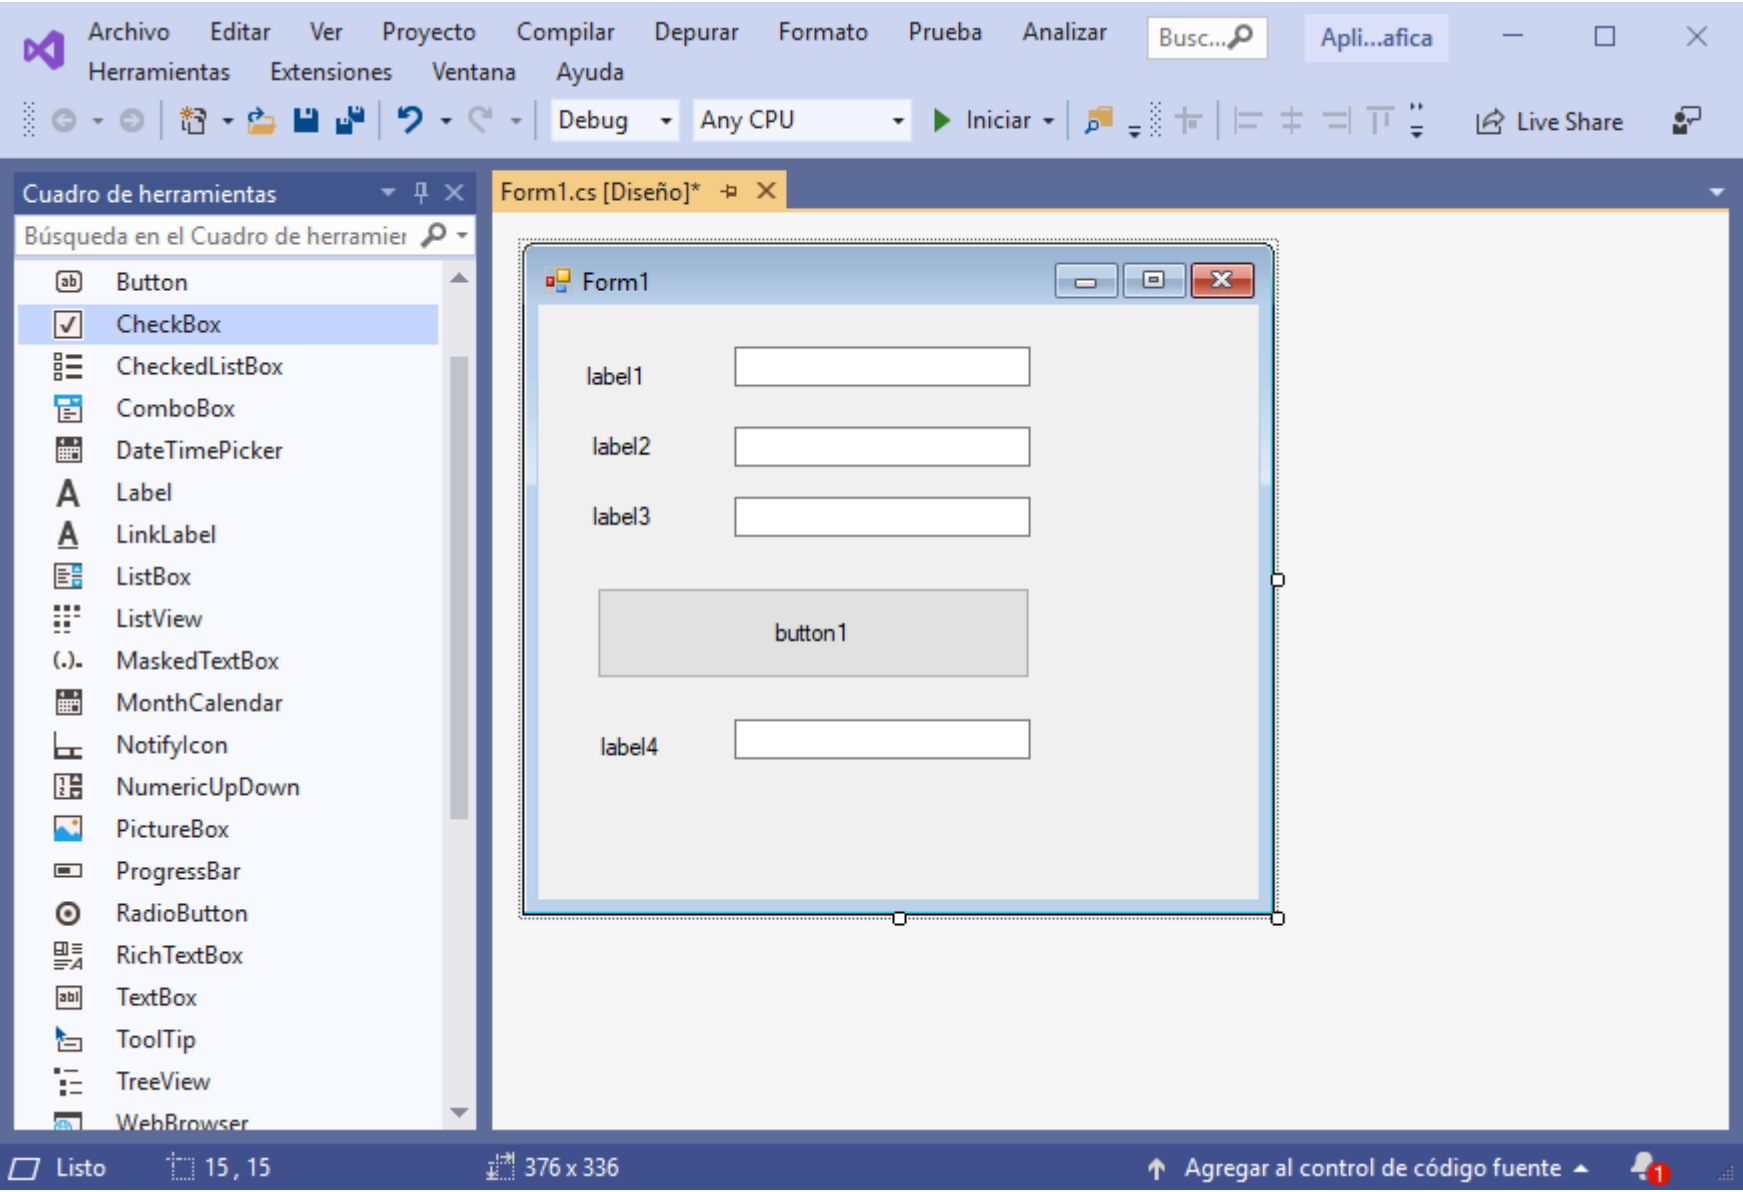 Archivo Editar Ver Proyecto Compilar Depurar Formato Prueba Analizar Busc... Apli...afica
Herramientas Extensiones Ventana Ayuda
Debug Any CPU Iniciar Live Share
Cuadro de herramientas
Form1.cs [Diseño]*
Búsqueda en el Cuadro de herramier
Button
CheckBox
CheckedListBox
ComboBox
DateTimePicker
Label
LinkLabel
ListBox
ListView
MaskedTextBox
MonthCalendar
NotifyIcon
NumericUpDown
PictureBox
ProgressBar
RadioButton
RichTextBox
TextBox
ToolTip
TreeView
WebBrowser
Form1
label1
label2
label3
button1
label4
Listo 15 , 15 376 x 336 Agregar al control de código fuente 1